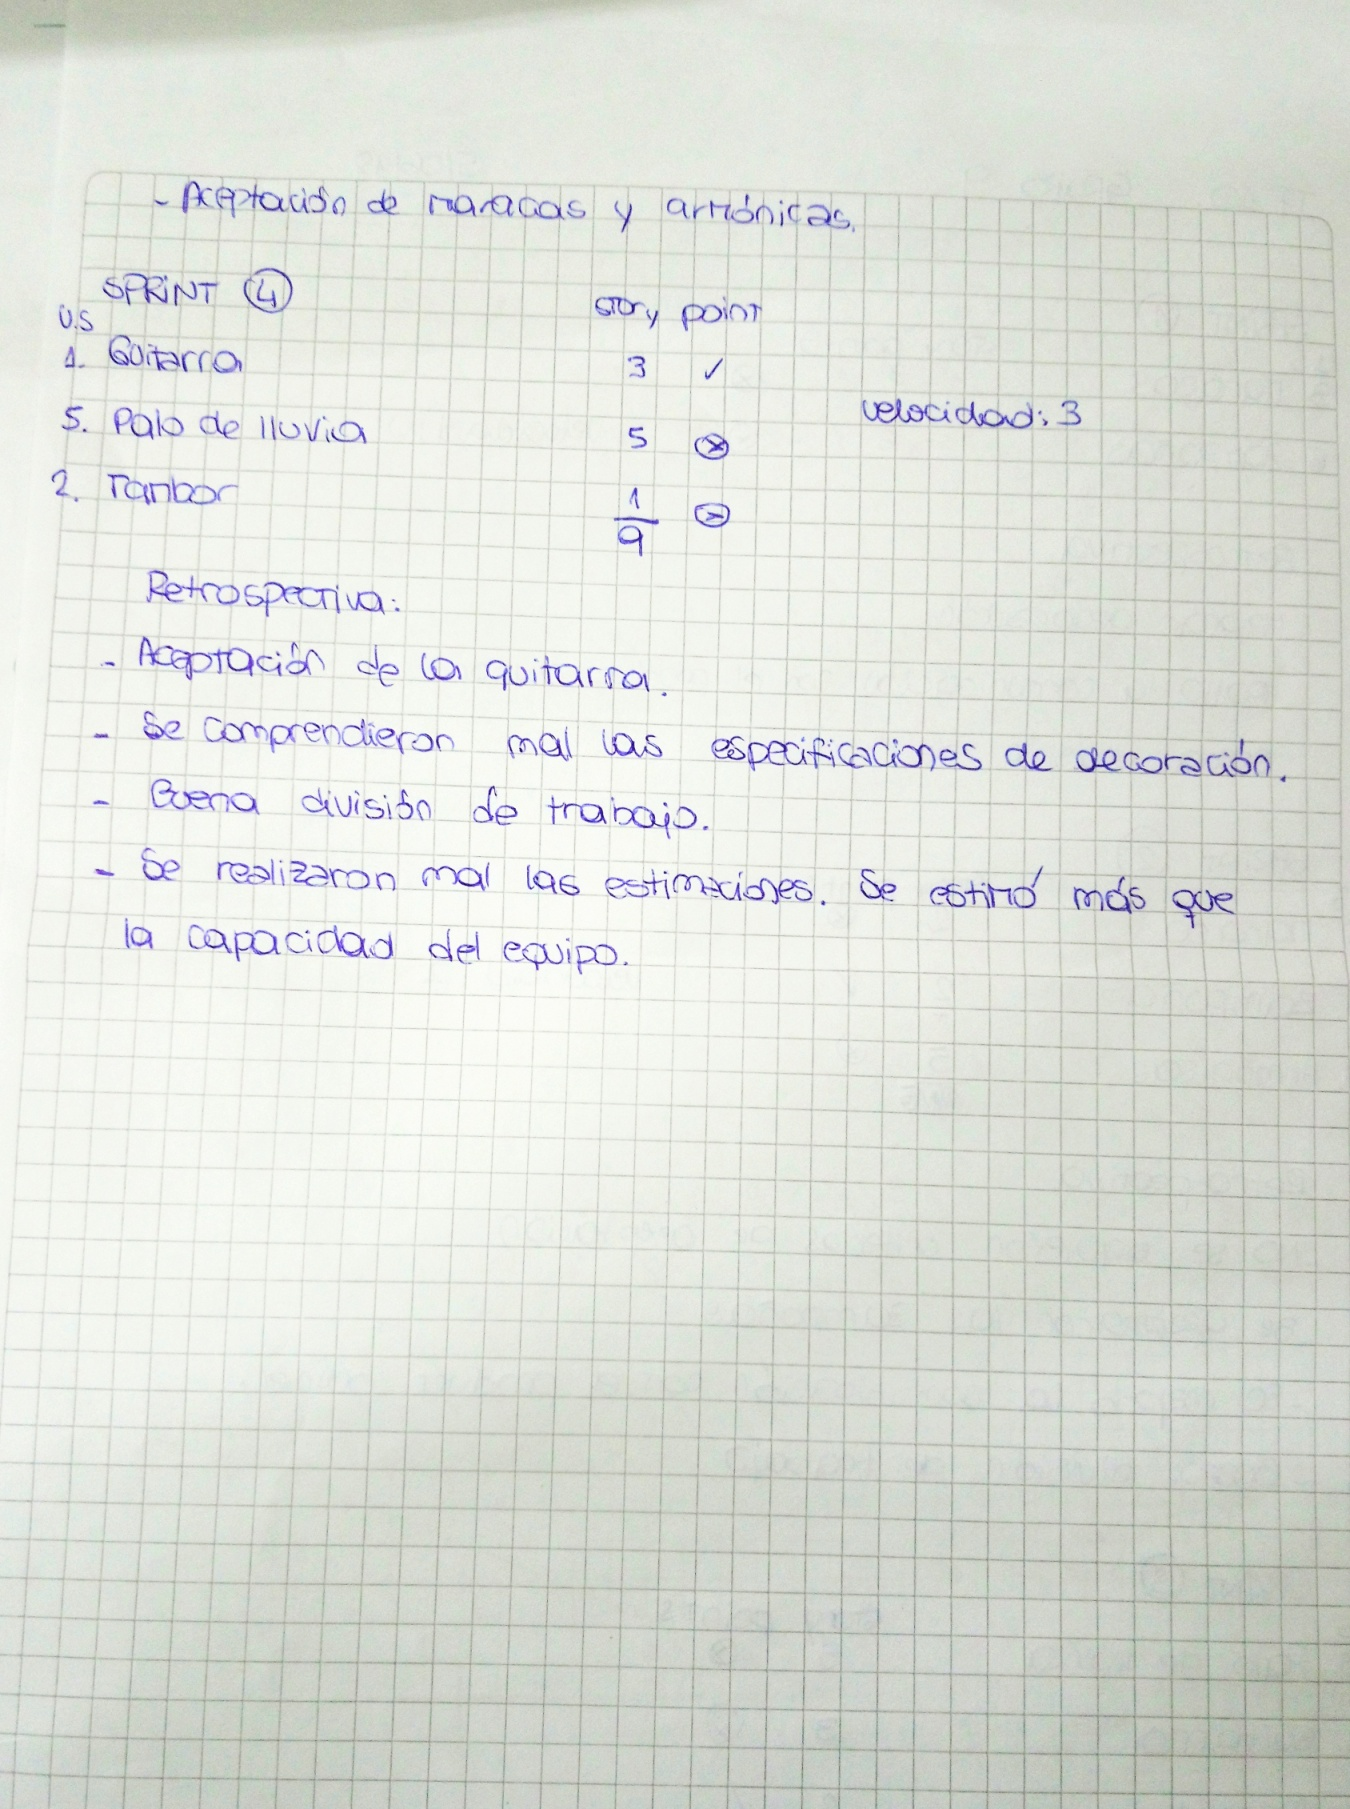 - Aceptación de maracas y armónicas.
SPRINT 4
U.S story point
1. Guitarra 3 ✓
velocidad: 3
5. Palo de lluvia 5 ⊗
2. Tanbor 1
9
Retrospectiva:
- Aceptación de la guitarra.
- Se comprendieron mal las especificaciones de decoración.
- Buena división de trabajo.
- Se realizaron mal las estimaciones. Se estimó más que
la capacidad del equipo.